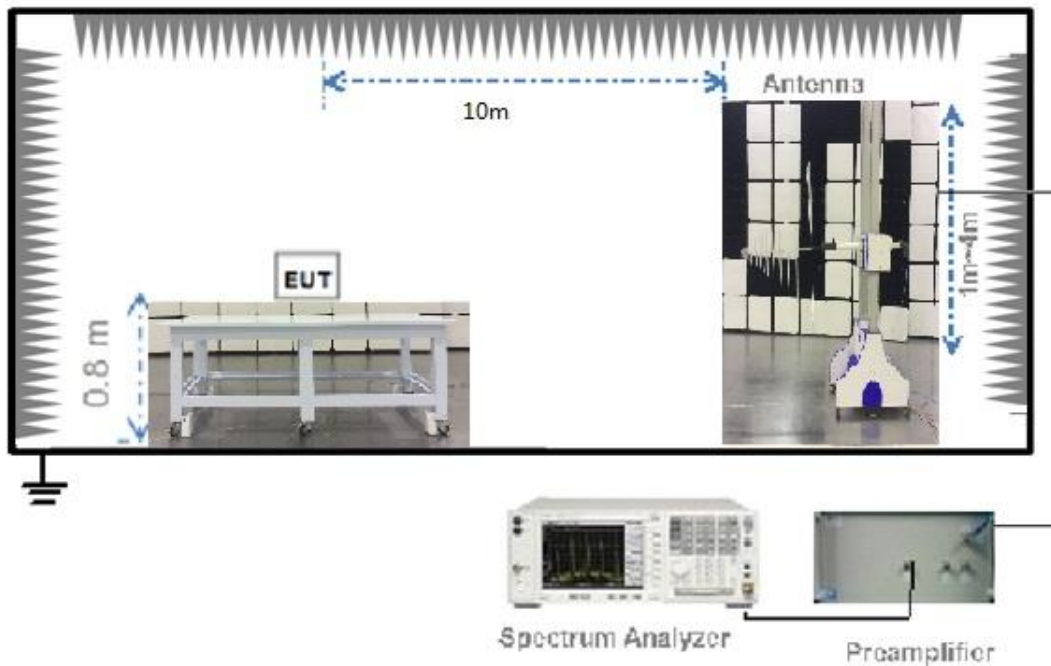 Antenna
10m
EUT
0.8 m
1m~4m
Spectrum Analyzer
Preamplifier